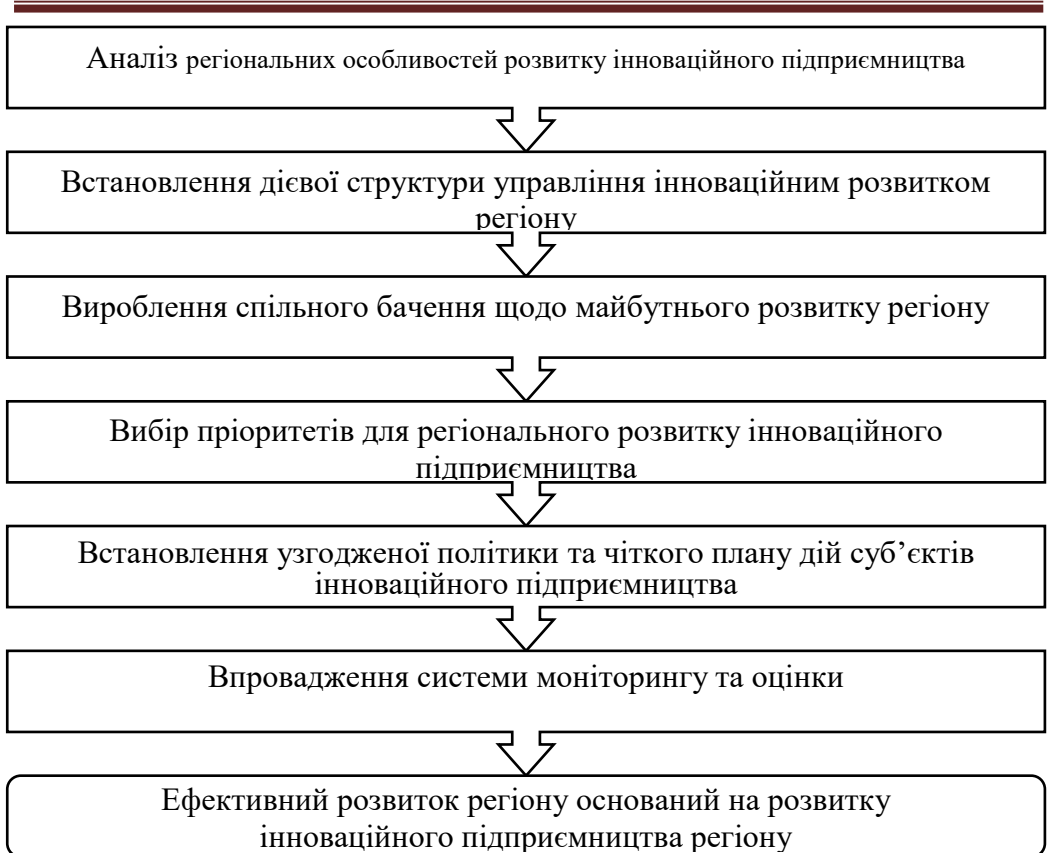 Аналіз регіональних особливостей розвитку інноваційного підприємництва
Встановлення дієвої структури управління інноваційним розвитком
регіону
Вироблення спільного бачення щодо майбутнього розвитку регіону
Вибір пріоритетів для регіонального розвитку інноваційного
підприємництва
Встановлення узгодженої політики та чіткого плану дій суб’єктів
інноваційного підприємництва
Впровадження системи моніторингу та оцінки
Ефективний розвиток регіону оснований на розвитку
інноваційного підприємництва регіону